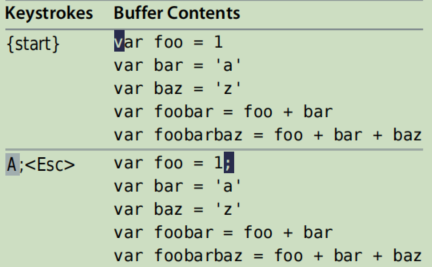 Keystrokes Buffer Contents
{start} var foo = 1
var bar = 'a'
var baz = 'z'
var foobar = foo + bar
var foobarbaz = foo + bar + baz
A;<Esc> var foo = 1;
var bar = 'a'
var baz = 'z'
var foobar = foo + bar
var foobarbaz = foo + bar + baz